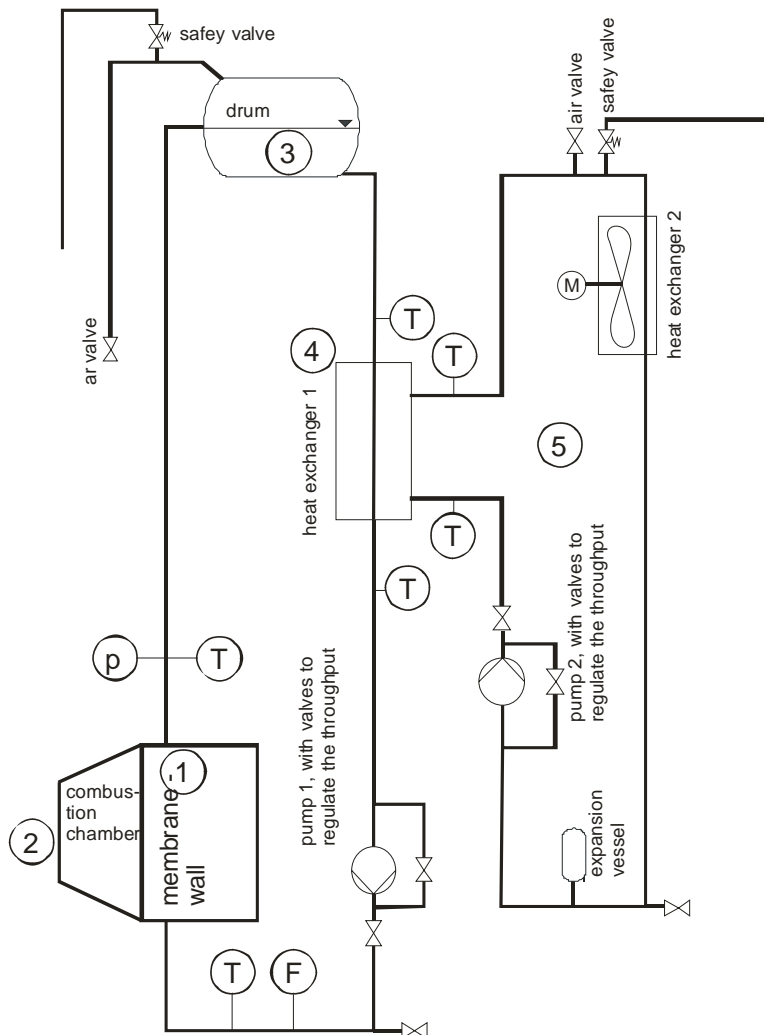 safey valve
drum
3
air valve
safey valve
ar valve
T
4
T
heat exchanger 1
T
T
5
M
heat exchanger 2
p
T
pump 1, with valves to
regulate the throughput
pump 2, with valves to
regulate the throughput
1
2
combus-
tion
chamber
membrane
wall
expansion
vessel
T
F